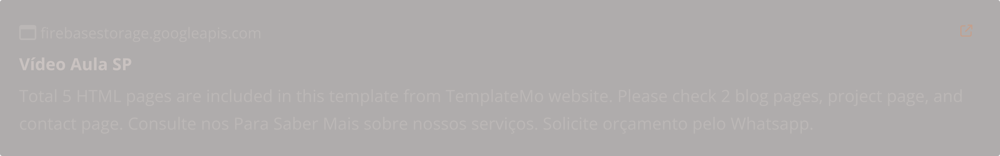 firebasestorage.googleapis.com
Vídeo Aula SP
Total 5 HTML pages are included in this template from TemplateMo website. Please check 2 blog pages, project page, and
contact page. Consulte nos Para Saber Mais sobre nossos serviços. Solicite orçamento pelo Whatsapp.